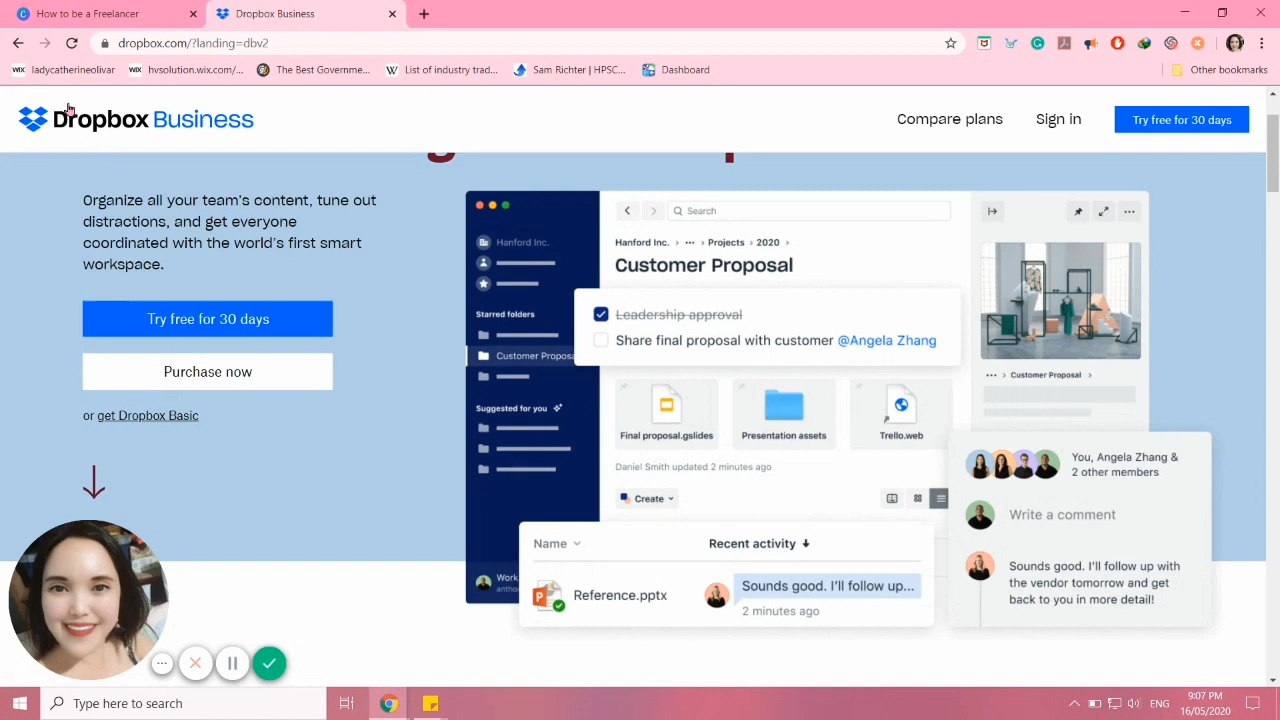 How to be a Freelancer
Dropbox Business
dropbox.com/?landing=dbv2
ladycatherineolivar
hvsolution.wix.com/...
The Best Governme...
List of industry trad...
Sam Richter | HPSC...
Dashboard
Other bookmarks
Dropbox Business
Compare plans
Sign in
Try free for 30 days
Organize all your team's content, tune out
distractions, and get everyone
coordinated with the world's first smart
workspace.
Try free for 30 days
Purchase now
or get Dropbox Basic
Hanford Inc.
Starred folders
Customer Proposa
Suggested for you
Work
Search
Hanford Inc. > ... > Projects > 2020 >
Customer Proposal
Leadership approval
Share final proposal with customer @Angela Zhang
Final proposal.gslides
Presentation assets
Trello.web
Daniel Smith updated 2 minutes ago
Create
Name
Recent activity
Reference.pptx
Sounds good. I'll follow up...
2 minutes ago
... > Customer Proposal >
You, Angela Zhang &
2 other members
Write a comment
Sounds good. I'll follow up with
the vendor tomorrow and get
back to you in more detail!
Type here to search
ENG
9:07 PM
16/05/2020